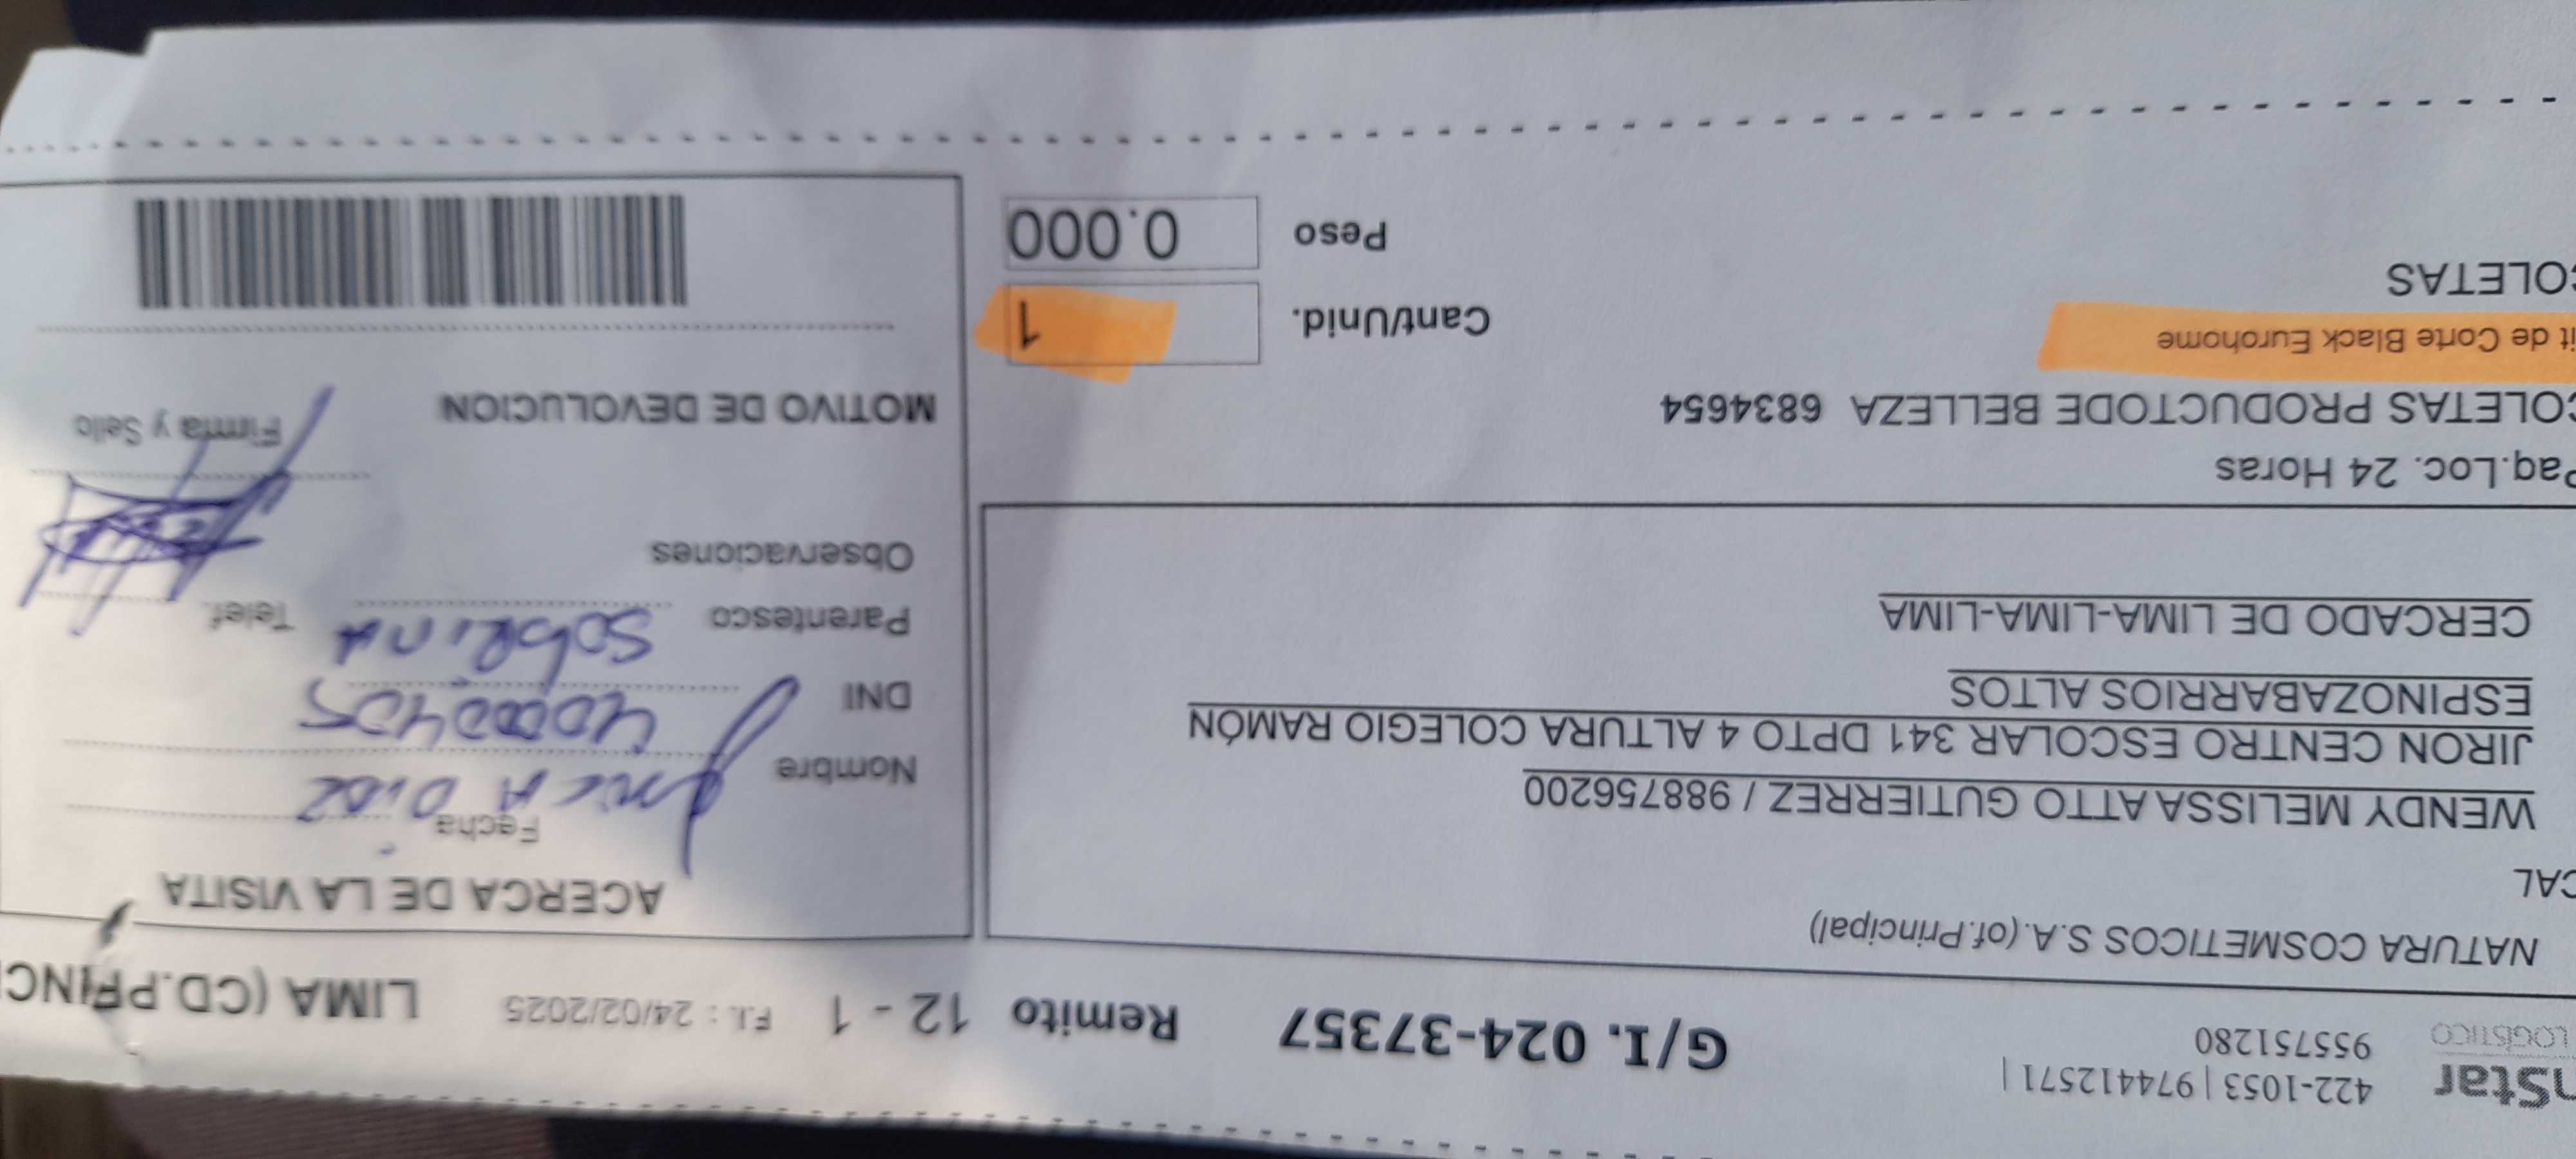 nStar
LOGÍSTICO
422-1053 | 974412571 |
955751280
G/I. 024-37357
Remito 12 - 1
F.I. : 24/02/2025
LIMA (CD.PRINC
NATURA COSMETICOS S.A. (of.Principal)
CAL
WENDY MELISSA ATTO GUTIERREZ / 988756200
JIRON CENTRO ESCOLAR 341 DPTO 4 ALTURA COLEGIO RAMÓN
ESPINOZABARRIOS ALTOS
CERCADO DE LIMA-LIMA-LIMA
Paq.Loc. 24 Horas
COLETAS PRODUCTODE BELLEZA 6834654
it de Corte Black Eurohome
COLETAS
Cant/Unid. 1
Peso 0.000
ACERCA DE LA VISITA
Fecha
Nombre Diaz
DNI
Parentesco Sobrina Telef.
Observaciones
MOTIVO DE DEVOLUCION
Firma y Sello